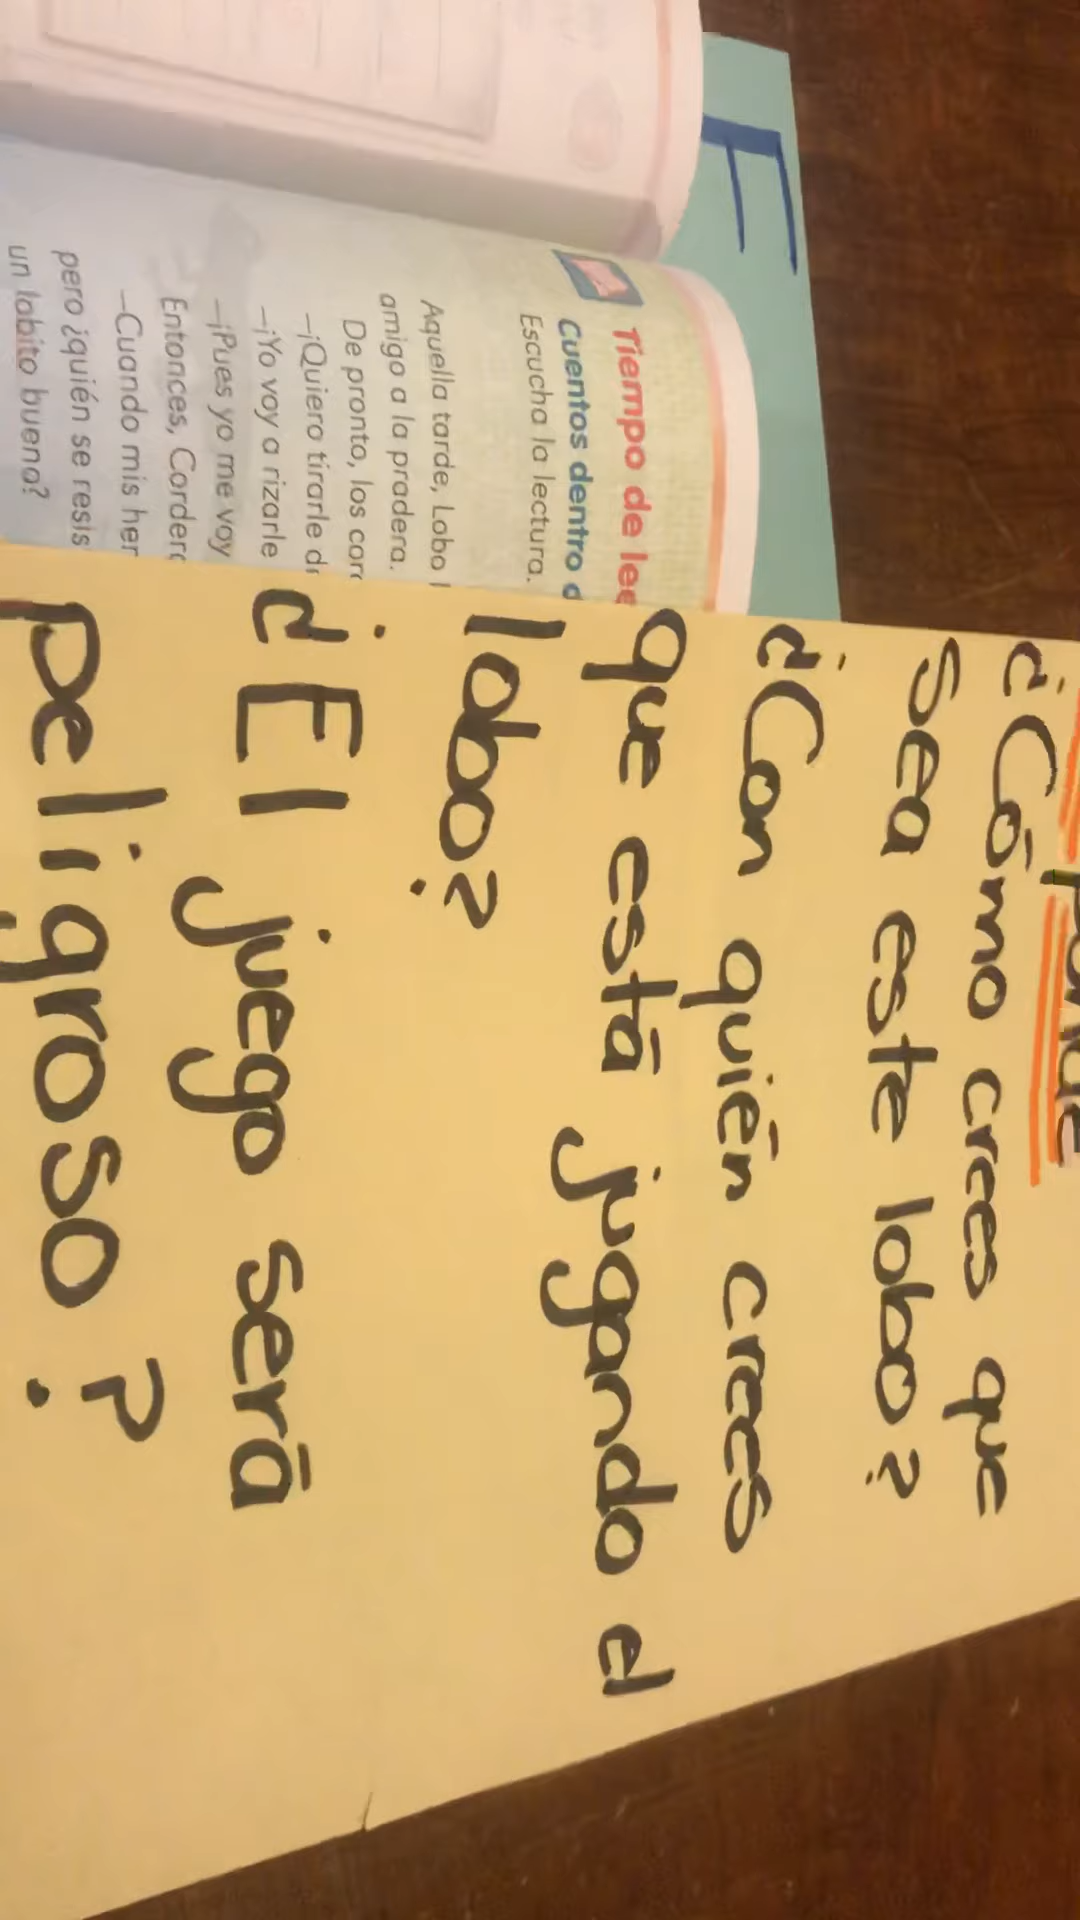 F
Tiempo de lee
Cuentos dentro d
Escucha la lectura.
Aquella tarde, Lobo
amigo a la pradera.
De pronto, los cor
—¡Quiero tirarle d
—¡Yo voy a rizarle
—¡Pues yo me voy
Entonces, Corder
—Cuando mis her
pero ¿quién se resis
un lobito bueno?
¿Cómo crees que
sea este lobo?
¿Con quién crees
que está jugando el
lobo?
¿El juego será
peligroso?